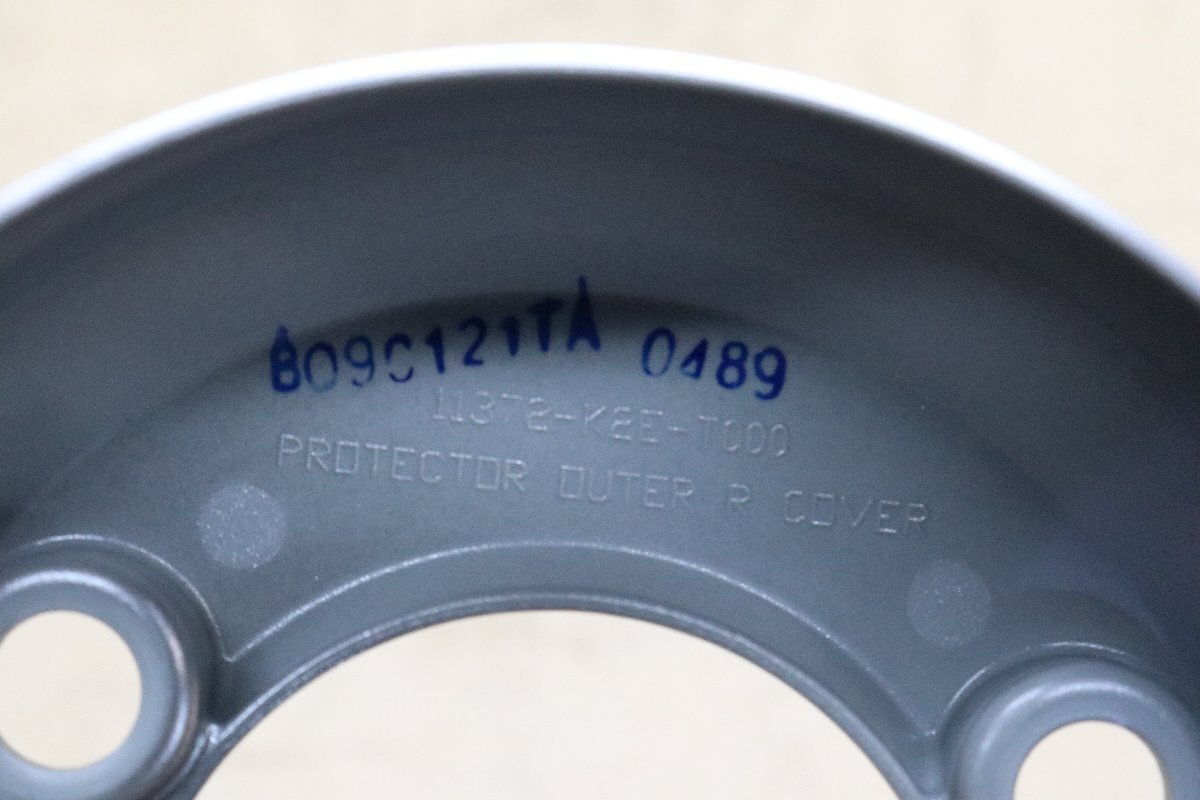 B09C121TA 0489
11372-K2E-T000
PROTECTOR OUTER R COVER